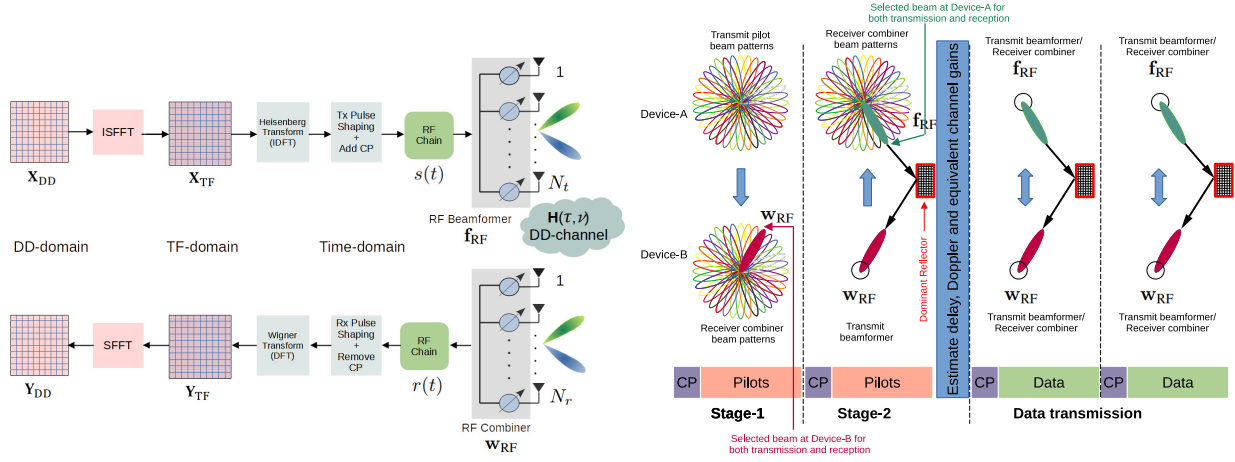 X_DD
ISFFT
X_TF
Heisenberg
Transform
(IDFT)
Tx Pulse
Shaping
+
Add CP
RF
Chain
s(t)
1
N_t
RF Beamformer
f_RF
H(τ, ν)
DD-channel
DD-domain
TF-domain
Time-domain
Y_DD
SFFT
Y_TF
Wigner
Transform
(DFT)
Rx Pulse
Shaping
+
Remove
CP
RF
Chain
r(t)
1
N_r
RF Combiner
w_RF
Selected beam at Device-A for
both transmission and reception
Transmit pilot
beam patterns
Receiver combiner
beam patterns
Device-A
f_RF
Device-B
w_RF
Receiver combiner
beam patterns
w_RF
Transmit
beamformer
Dominant Reflector
Estimate delay, Doppler and equivalent channel gains
Transmit beamformer/
Receiver combiner
f_RF
w_RF
Transmit beamformer/
Receiver combiner
Transmit beamformer/
Receiver combiner
f_RF
w_RF
Transmit beamformer/
Receiver combiner
CP
Pilots
CP
Pilots
CP
Data
CP
Data
Stage-1
Stage-2
Data transmission
Selected beam at Device-B for
both transmission and reception